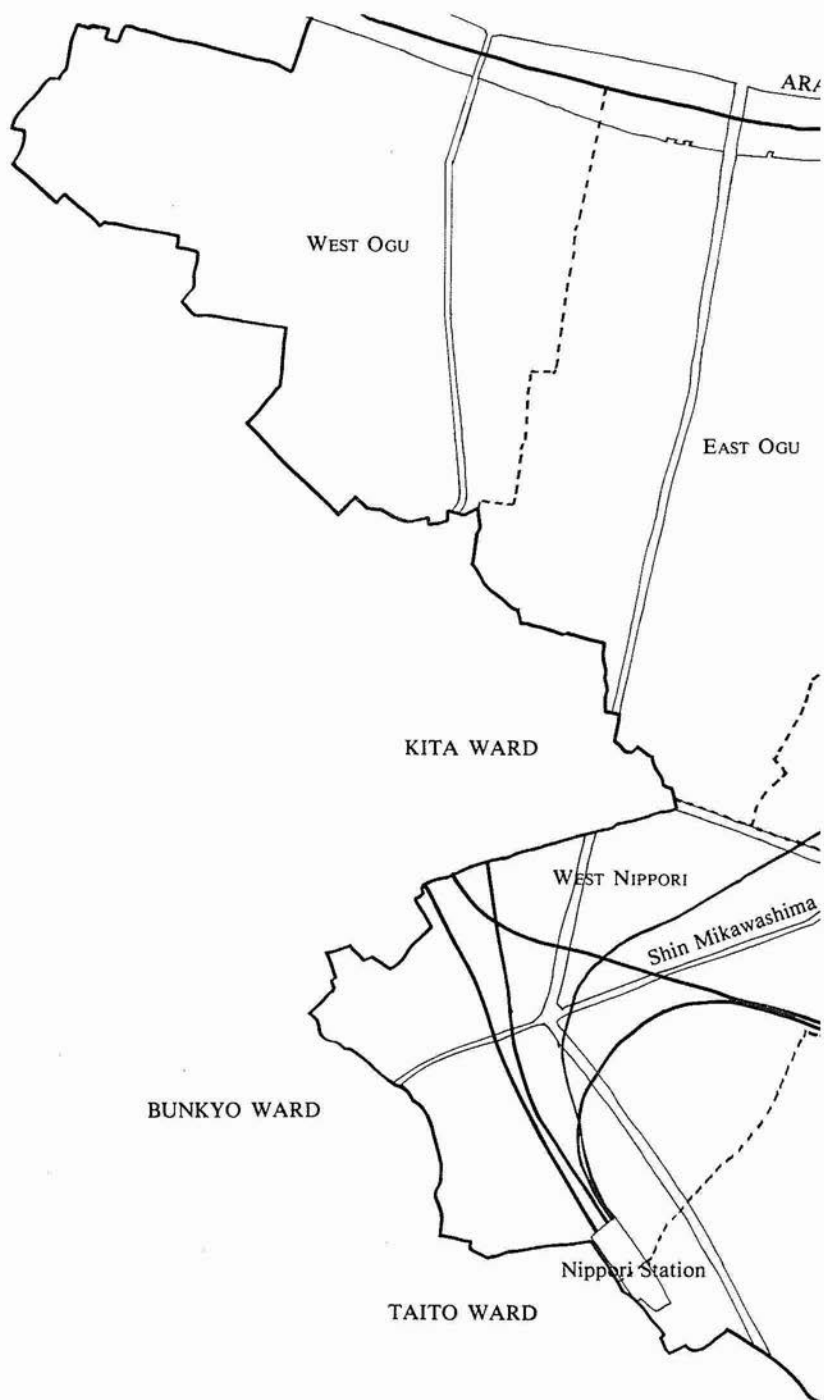 ARA
WEST OGU
EAST OGU
KITA WARD
WEST NIPPORI
Shin Mikawashima
BUNKYO WARD
Nippori Station
TAITO WARD